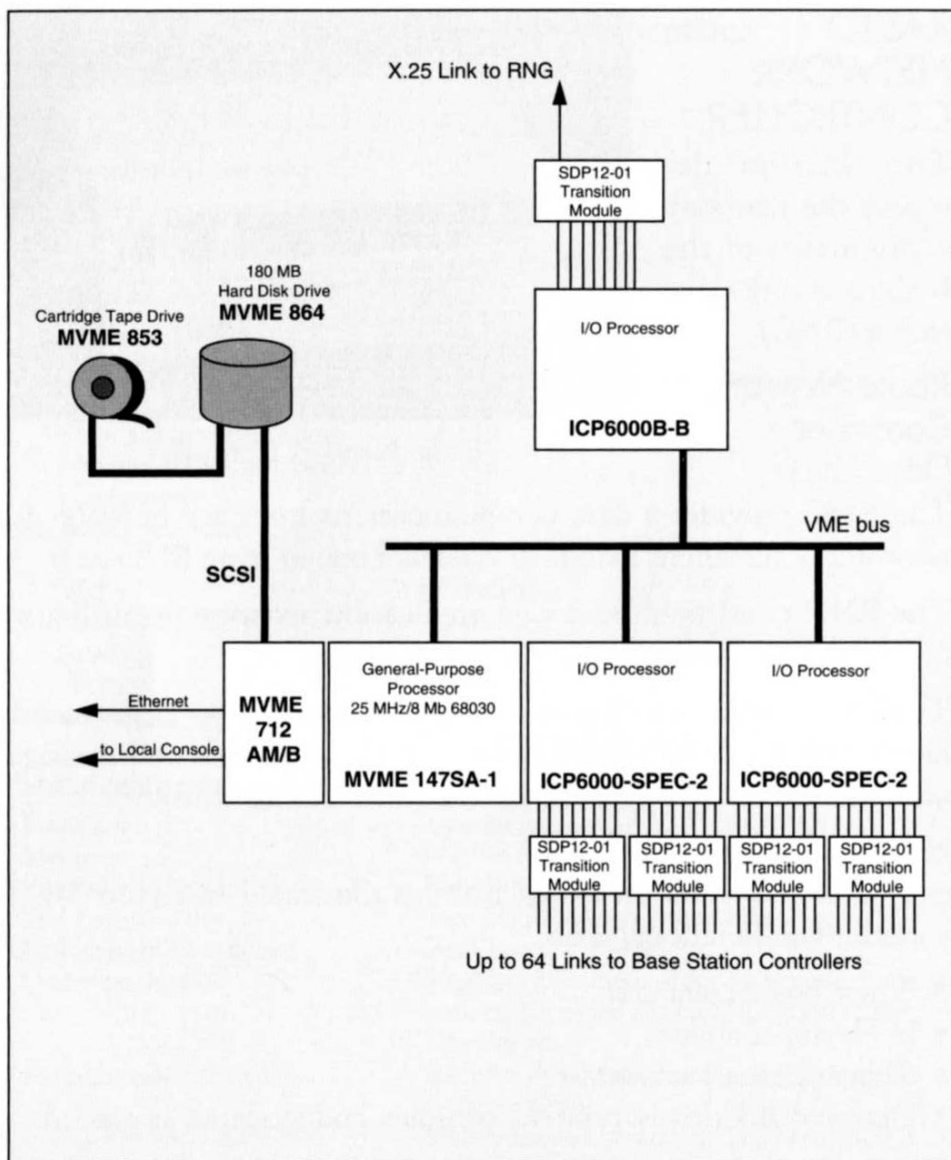 X.25 Link to RNG
SDP12-01
Transition
Module
180 MB
Hard Disk Drive
MVME 864
Cartridge Tape Drive
MVME 853
I/O Processor
ICP6000B-B
VME bus
SCSI
Ethernet
to Local Console
MVME
712
AM/B
General-Purpose
Processor
25 MHz/8 Mb 68030
MVME 147SA-1
I/O Processor
ICP6000-SPEC-2
I/O Processor
ICP6000-SPEC-2
SDP12-01
Transition
Module
SDP12-01
Transition
Module
SDP12-01
Transition
Module
SDP12-01
Transition
Module
Up to 64 Links to Base Station Controllers